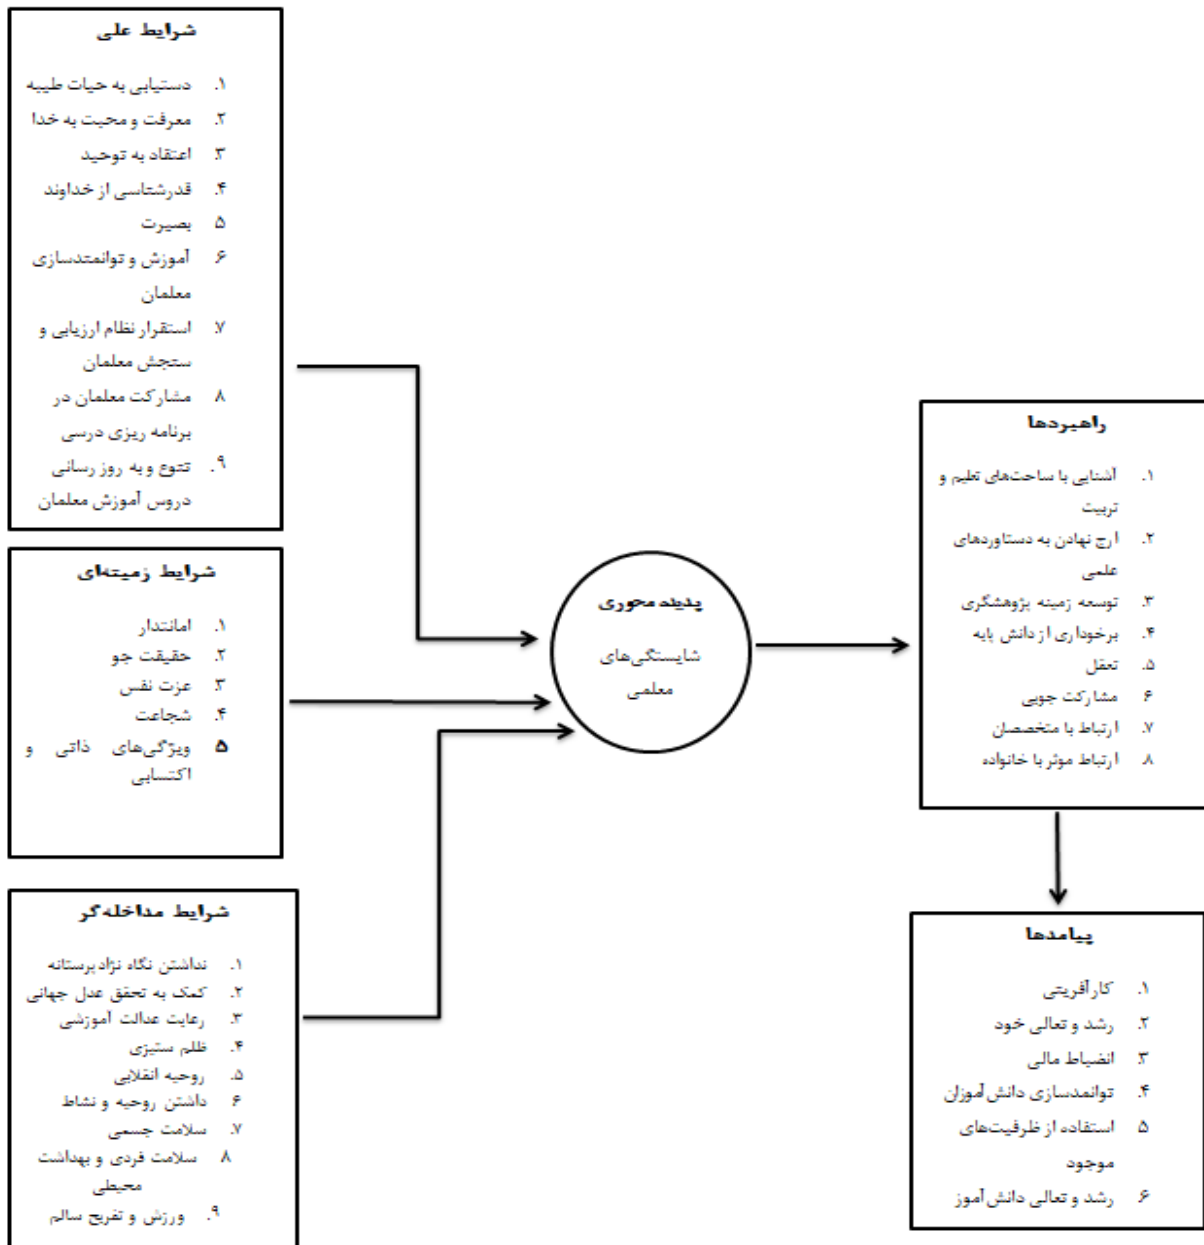 شرایط علی
۱. دستیابی به حیات طیبه
۲. معرفت و محبت به خدا
۳. اعتقاد به توحید
۴. قدرشناسی از خداوند
۵. بصیرت
۶. آموزش و توانمندسازی
معلمان
۷. استقرار نظام ارزیابی و
سنجش معلمان
۸. مشارکت معلمان در
برنامه ریزی درسی
۹. تنوع و به روز رسانی
دروس آموزش معلمان
شرایط زمینه‌ای
۱. امانتدار
۲. حقیقت جو
۳. عزت نفس
۴. شجاعت
۵. ویژگی‌های ذاتی و
اکتسابی
شرایط مداخله‌گر
۱. نداشتن نگاه نژادپرستانه
۲. کمک به تحقق عدل جهانی
۳. رعایت عدالت آموزشی
۴. ظلم ستیزی
۵. روحیه انقلابی
۶. داشتن روحیه و نشاط
۷. سلامت جسمی
۸. سلامت فردی و بهداشت
محیطی
۹. ورزش و تفریح سالم
پدیده محوری
شایستگی‌های
معلمی
راهبردها
۱. آشنایی با ساحت‌های تعلیم و
تربیت
۲. ارج نهادن به دستاوردهای
علمی
۳. توسعه زمینه پژوهشگری
۴. برخوداری از دانش پایه
۵. تعقل
۶. مشارکت جویی
۷. ارتباط با متخصصان
۸. ارتباط موثر با خانواده
پیامدها
۱. کارآفرینی
۲. رشد و تعالی خود
۳. انضباط مالی
۴. توانمدسازی دانش‌آموزان
۵. استفاده از ظرفیت‌های
موجود
۶. رشد و تعالی دانش‌آموز